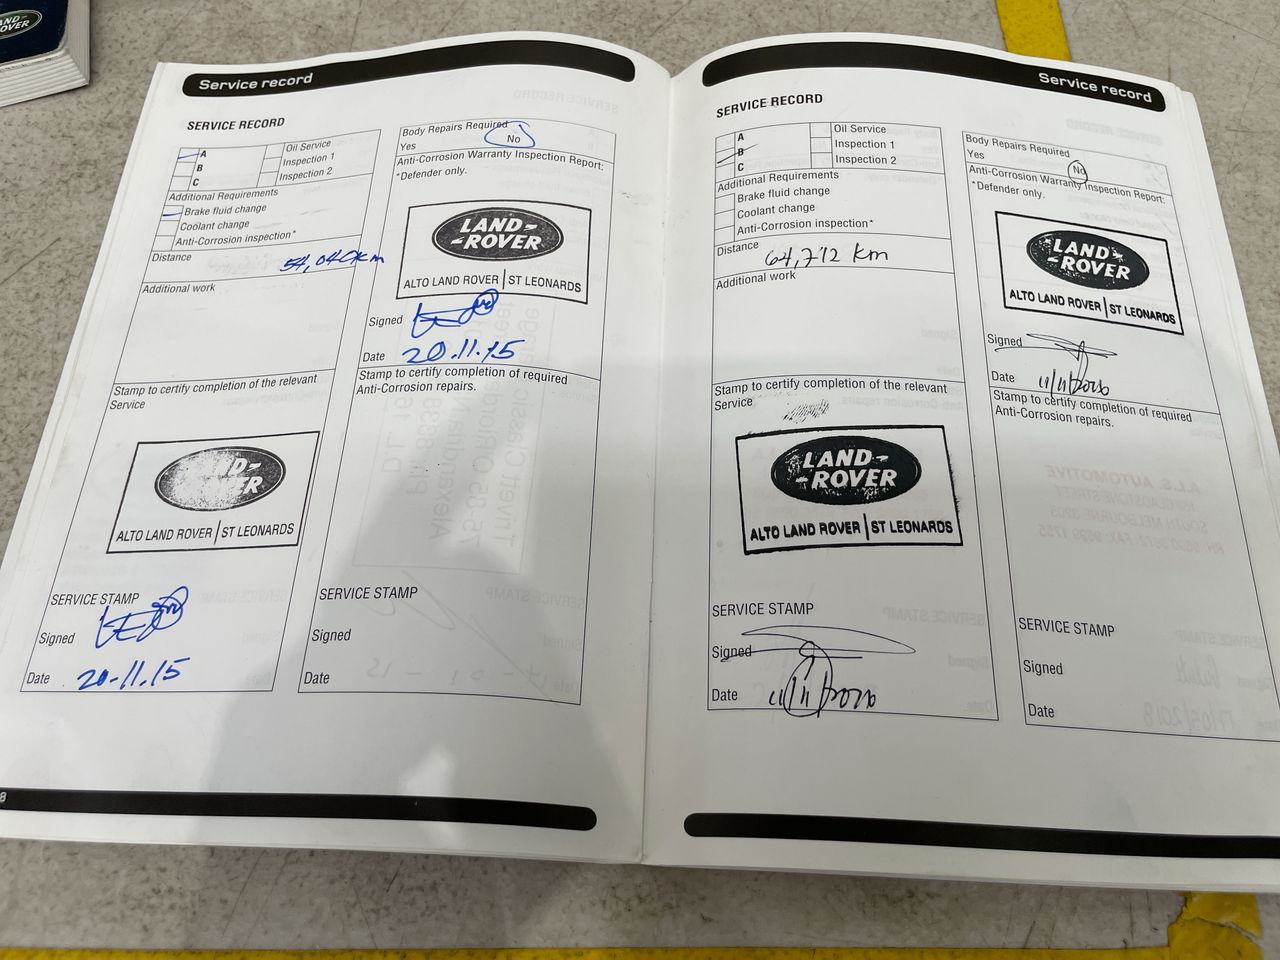 LAND-
ROVER
Service record
SERVICE RECORD
A
B
C
Oil Service
Inspection 1
Inspection 2
Additional Requirements
Brake fluid change
Coolant change
Anti-Corrosion inspection*
Distance
54,040km
Additional work
Stamp to certify completion of the relevant
Service
LAND-
-ROVER
ALTO LAND ROVER | ST LEONARDS
SERVICE STAMP
Signed
Date 20.11.15
Body Repairs Required
Yes No
Anti-Corrosion Warranty Inspection Report:
*Defender only.
LAND-
-ROVER
ALTO LAND ROVER | ST LEONARDS
Signed
Date 20.11.15
Stamp to certify completion of required
Anti-Corrosion repairs.
SERVICE STAMP
Signed
Date
8
Service record
SERVICE RECORD
A
B
C
Oil Service
Inspection 1
Inspection 2
Additional Requirements
Brake fluid change
Coolant change
Anti-Corrosion inspection*
Distance
64,712 km
Additional work
Stamp to certify completion of the relevant
Service
LAND-
-ROVER
ALTO LAND ROVER | ST LEONARDS
SERVICE STAMP
Signed
Date
Body Repairs Required
Yes No
Anti-Corrosion Warranty Inspection Report:
*Defender only.
LAND-
-ROVER
ALTO LAND ROVER | ST LEONARDS
Signed
Date
Stamp to certify completion of required
Anti-Corrosion repairs.
SERVICE STAMP
Signed
Date